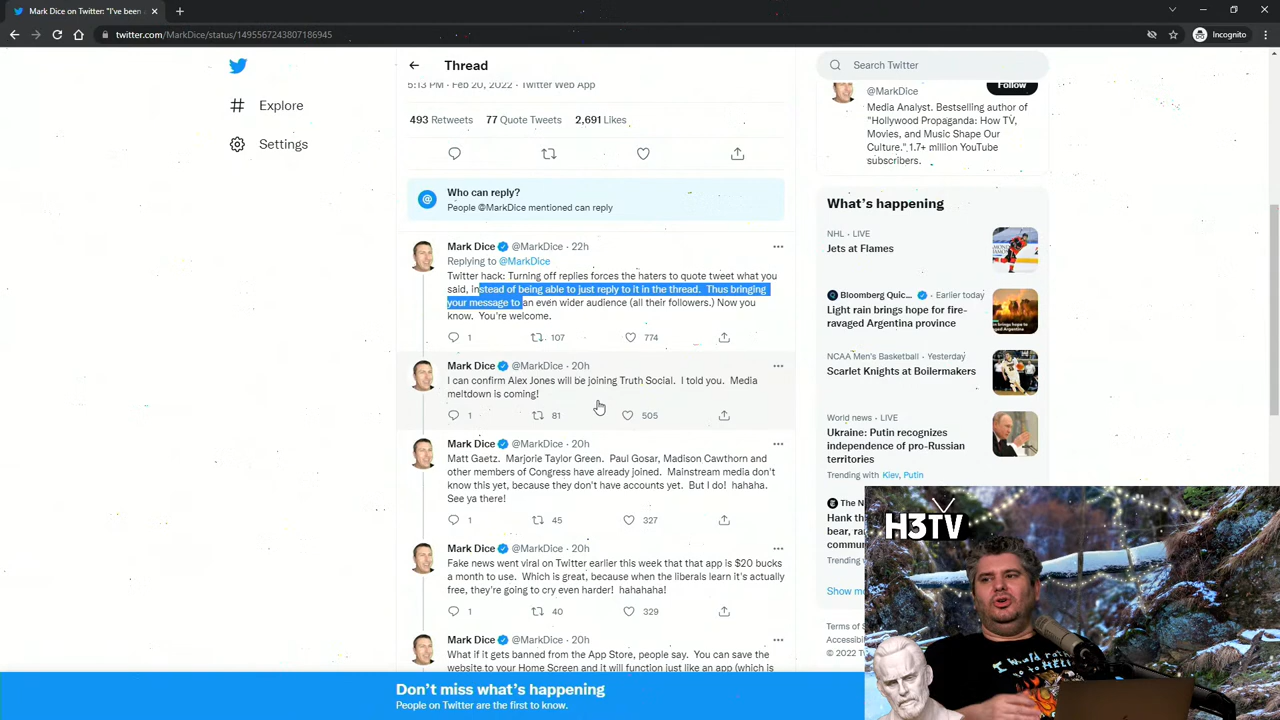 Mark Dice on Twitter: "I've been
twitter.com/MarkDice/status/1495567243807186945
Incognito
Explore
Settings
Thread
5:13 PM · Feb 20, 2022 · Twitter Web App
493 Retweets 77 Quote Tweets 2,691 Likes
Who can reply?
People @MarkDice mentioned can reply
Mark Dice @MarkDice · 22h
Replying to @MarkDice
Twitter hack: Turning off replies forces the haters to quote tweet what you
said, instead of being able to just reply to it in the thread. Thus bringing
your message to an even wider audience (all their followers.) Now you
know. You're welcome.
1 107 774
Mark Dice @MarkDice · 20h
I can confirm Alex Jones will be joining Truth Social. I told you. Media
meltdown is coming!
1 81 505
Mark Dice @MarkDice · 20h
Matt Gaetz. Marjorie Taylor Green. Paul Gosar, Madison Cawthorn and
other members of Congress have already joined. Mainstream media don't
know this yet, because they don't have accounts yet. But I do! hahaha.
See ya there!
1 45 327
Mark Dice @MarkDice · 20h
Fake news went viral on Twitter earlier this week that that app is $20 bucks
a month to use. Which is great, because when the liberals learn it's actually
free, they're going to cry even harder! hahahaha!
1 40 329
Mark Dice @MarkDice · 20h
What if it gets banned from the App Store, people say. You can save the
website to your Home Screen and it will function just like an app (which is
Search Twitter
@MarkDice
Follow
Media Analyst. Bestselling author of
"Hollywood Propaganda: How TV,
Movies, and Music Shape Our
Culture." 1.7+ million YouTube
subscribers.
What's happening
NHL · LIVE
Jets at Flames
Bloomberg Quic... · Earlier today
Light rain brings hope for fire-
ravaged Argentina province
NCAA Men's Basketball · Yesterday
Scarlet Knights at Boilermakers
World news · LIVE
Ukraine: Putin recognizes
independence of pro-Russian
territories
Trending with Kiev, Putin
The N
Hank th
bear, ra
commun
Trending
Show mo
Terms of S
Accessibi
© 2022 T
H3TV
I would rath
Don't miss what's happening
People on Twitter are the first to know.